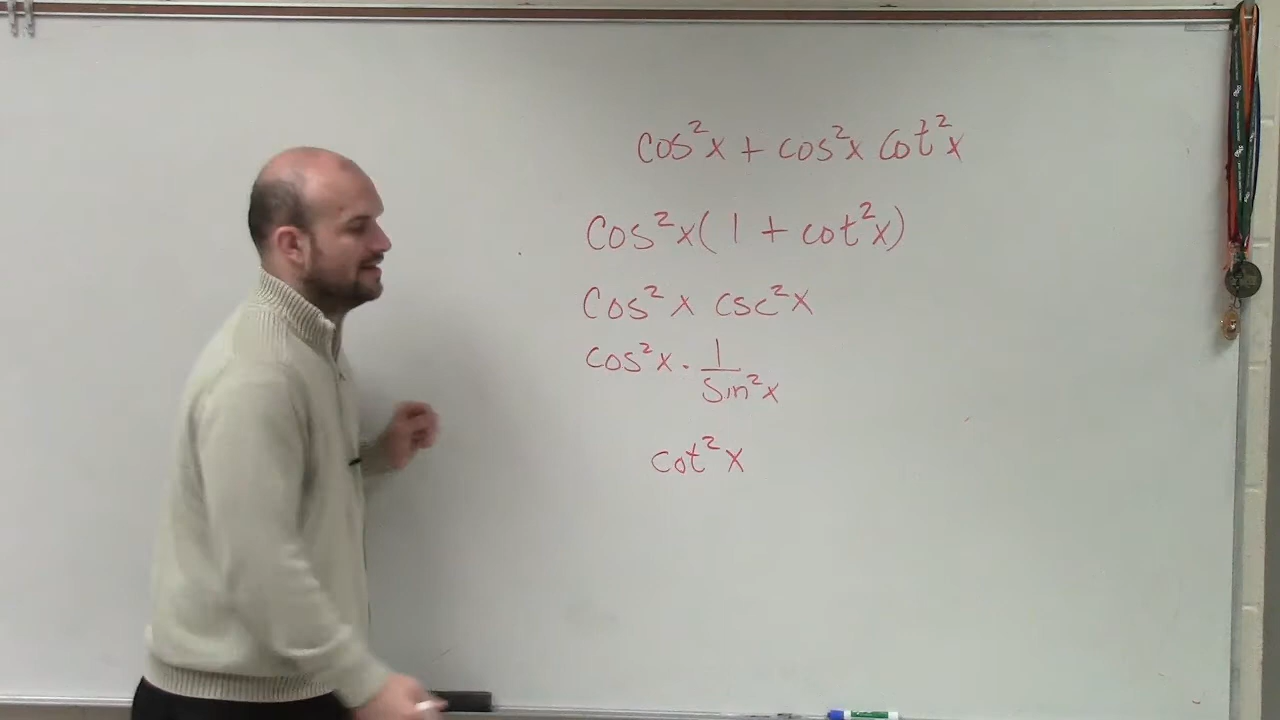 cos²x + cos²x cot²x
cos²x( 1 + cot²x)
cos²x csc²x
cos²x · 1/sin²x
cot²x